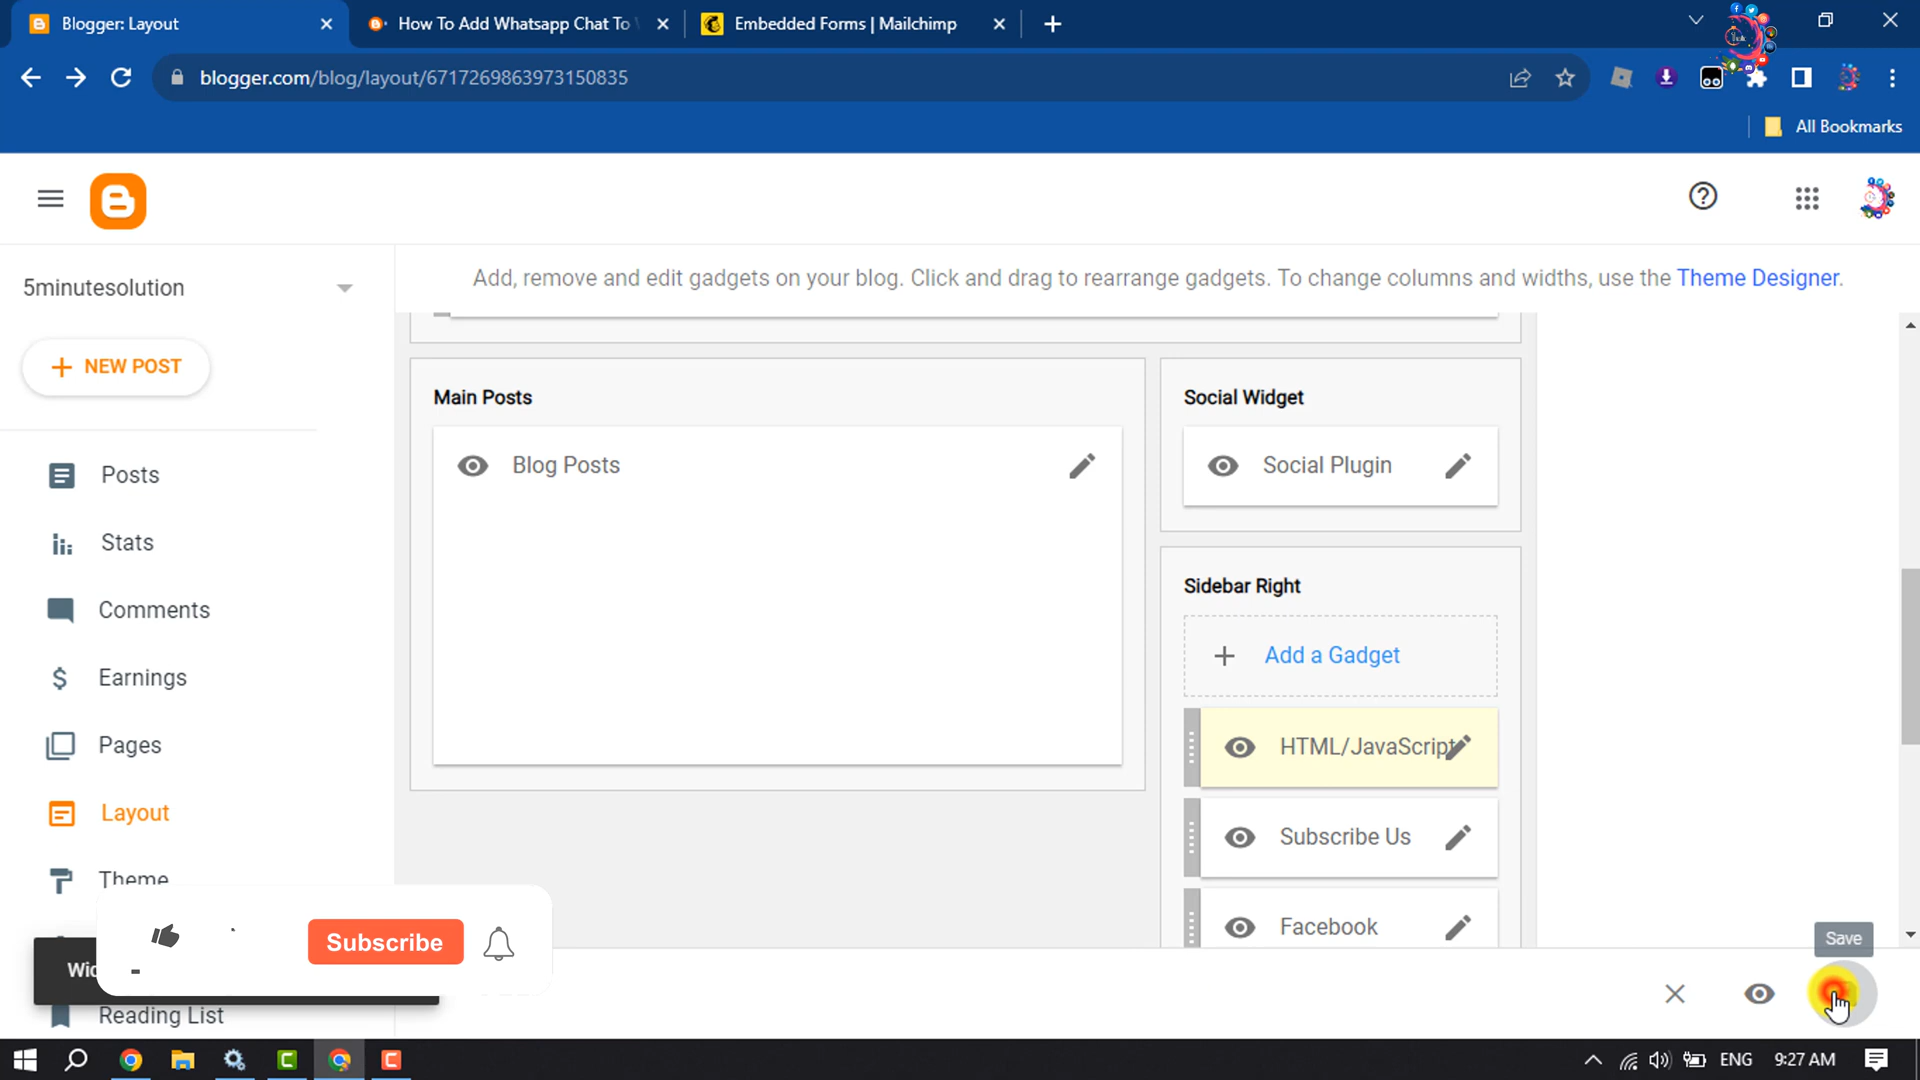 Blogger: Layout
How To Add Whatsapp Chat To
Embedded Forms | Mailchimp
blogger.com/blog/layout/6717269863973150835
All Bookmarks
5minutesolution
Add, remove and edit gadgets on your blog. Click and drag to rearrange gadgets. To change columns and widths, use the Theme Designer.
NEW POST
Posts
Stats
Comments
Earnings
Pages
Layout
Theme
Reading List
Main Posts
Blog Posts
Social Widget
Social Plugin
Sidebar Right
Add a Gadget
HTML/JavaScript
Subscribe Us
Facebook
Subscribe
Save
ENG
9:27 AM